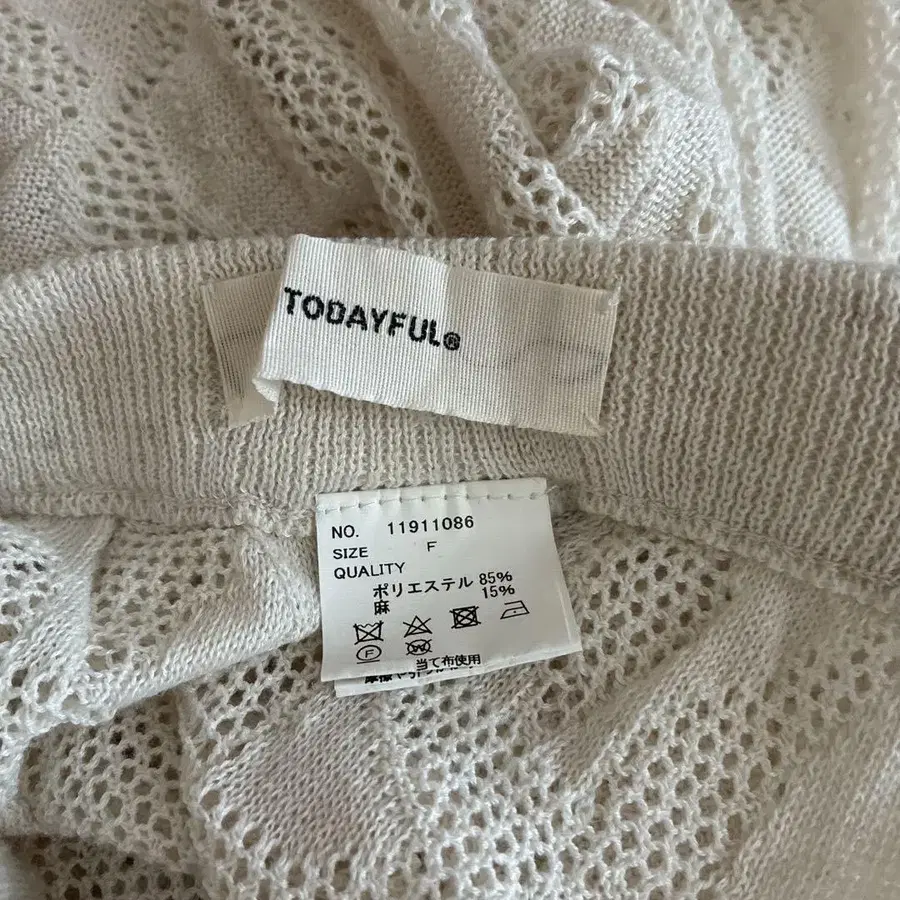 TODAYFUL®
NO. 11911086
SIZE F
QUALITY
ポリエステル 85%
麻 15%
F W
当て布使用